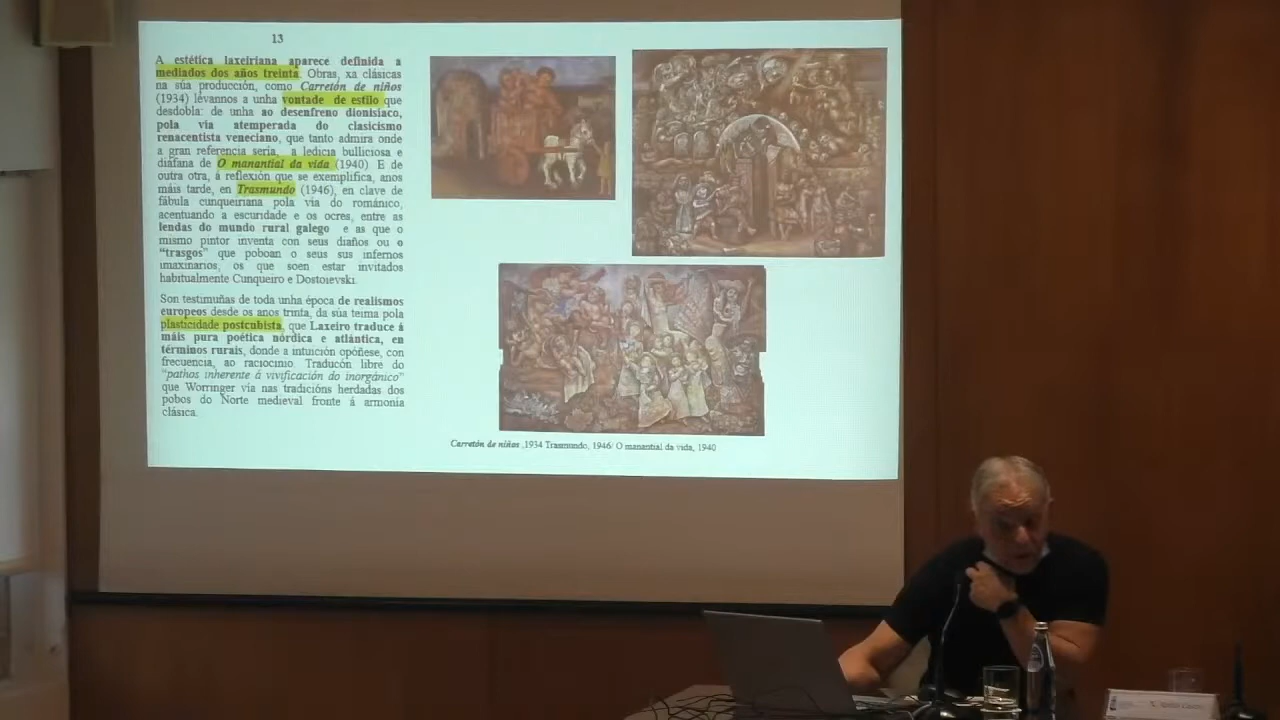 13
A estética laxeiriana aparece definida a
mediados dos años treinta. Obras, xa clásicas
na súa produción, como Carretón de niños
(1934) lévannos a unha vontade de estilo que
desdobla: de unha ao desenfreno dionisíaco,
pola via atemperada do clasicismo
renacentista veneciano, que tanto admira onde
a gran referencia sería, a ledicia bulliciosa e
diáfana de O manantial da vida (1940). E de
outra otra, á reflexión que se exemplifica, anos
máis tarde, en Trasmundo (1946), en clave de
fábula cunqueiriana pola vía do románico,
acentuando a escuridade e os ocres, entre as
lendas do mundo rural galego e as que o
mismo pintor inventa con seus diaños ou o
“trasgos” que poboan o seus sus infernos
imaxinarios, os que soen estar invitados
habitualmente Cunqueiro e Dostoievski.
Son testimuñas de toda unha época de realismos
europeos desde os anos trinta, da súa teima pola
plasticidade postcubista, que Laxeiro traduce á
máis pura poética nórdica e atlántica, en
términos rurais, donde a intuición opóñese, con
frecuencia, ao raciocinio. Traducón libre do
“pathos inherente á vivificación do inorgánico”
que Worringer vía nas tradicións herdadas dos
pobos do Norte medieval fronte á armonía
clásica.
Carretón de niños ,1934 Trasmundo, 1946/ O manantial da vida, 1940